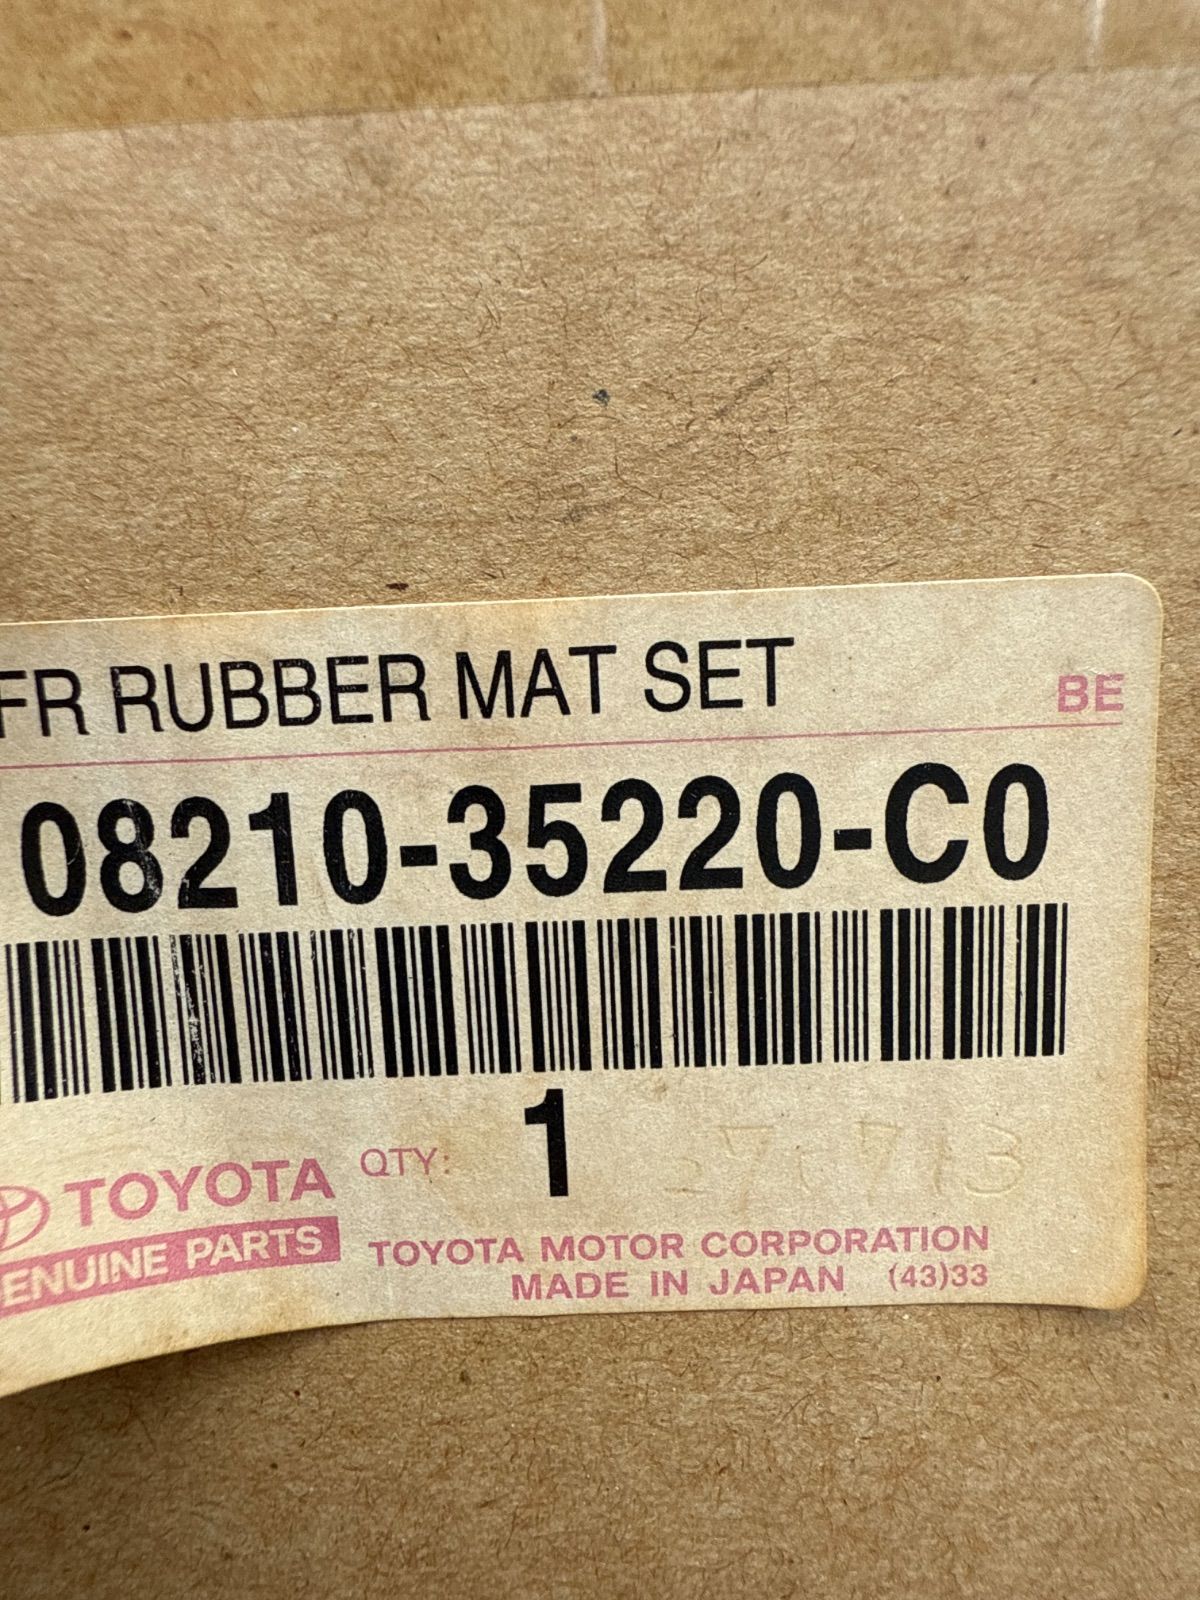 FR RUBBER MAT SET
BE
08210-35220-C0
QTY: 1
TOYOTA
GENUINE PARTS
TOYOTA MOTOR CORPORATION
MADE IN JAPAN (43)33